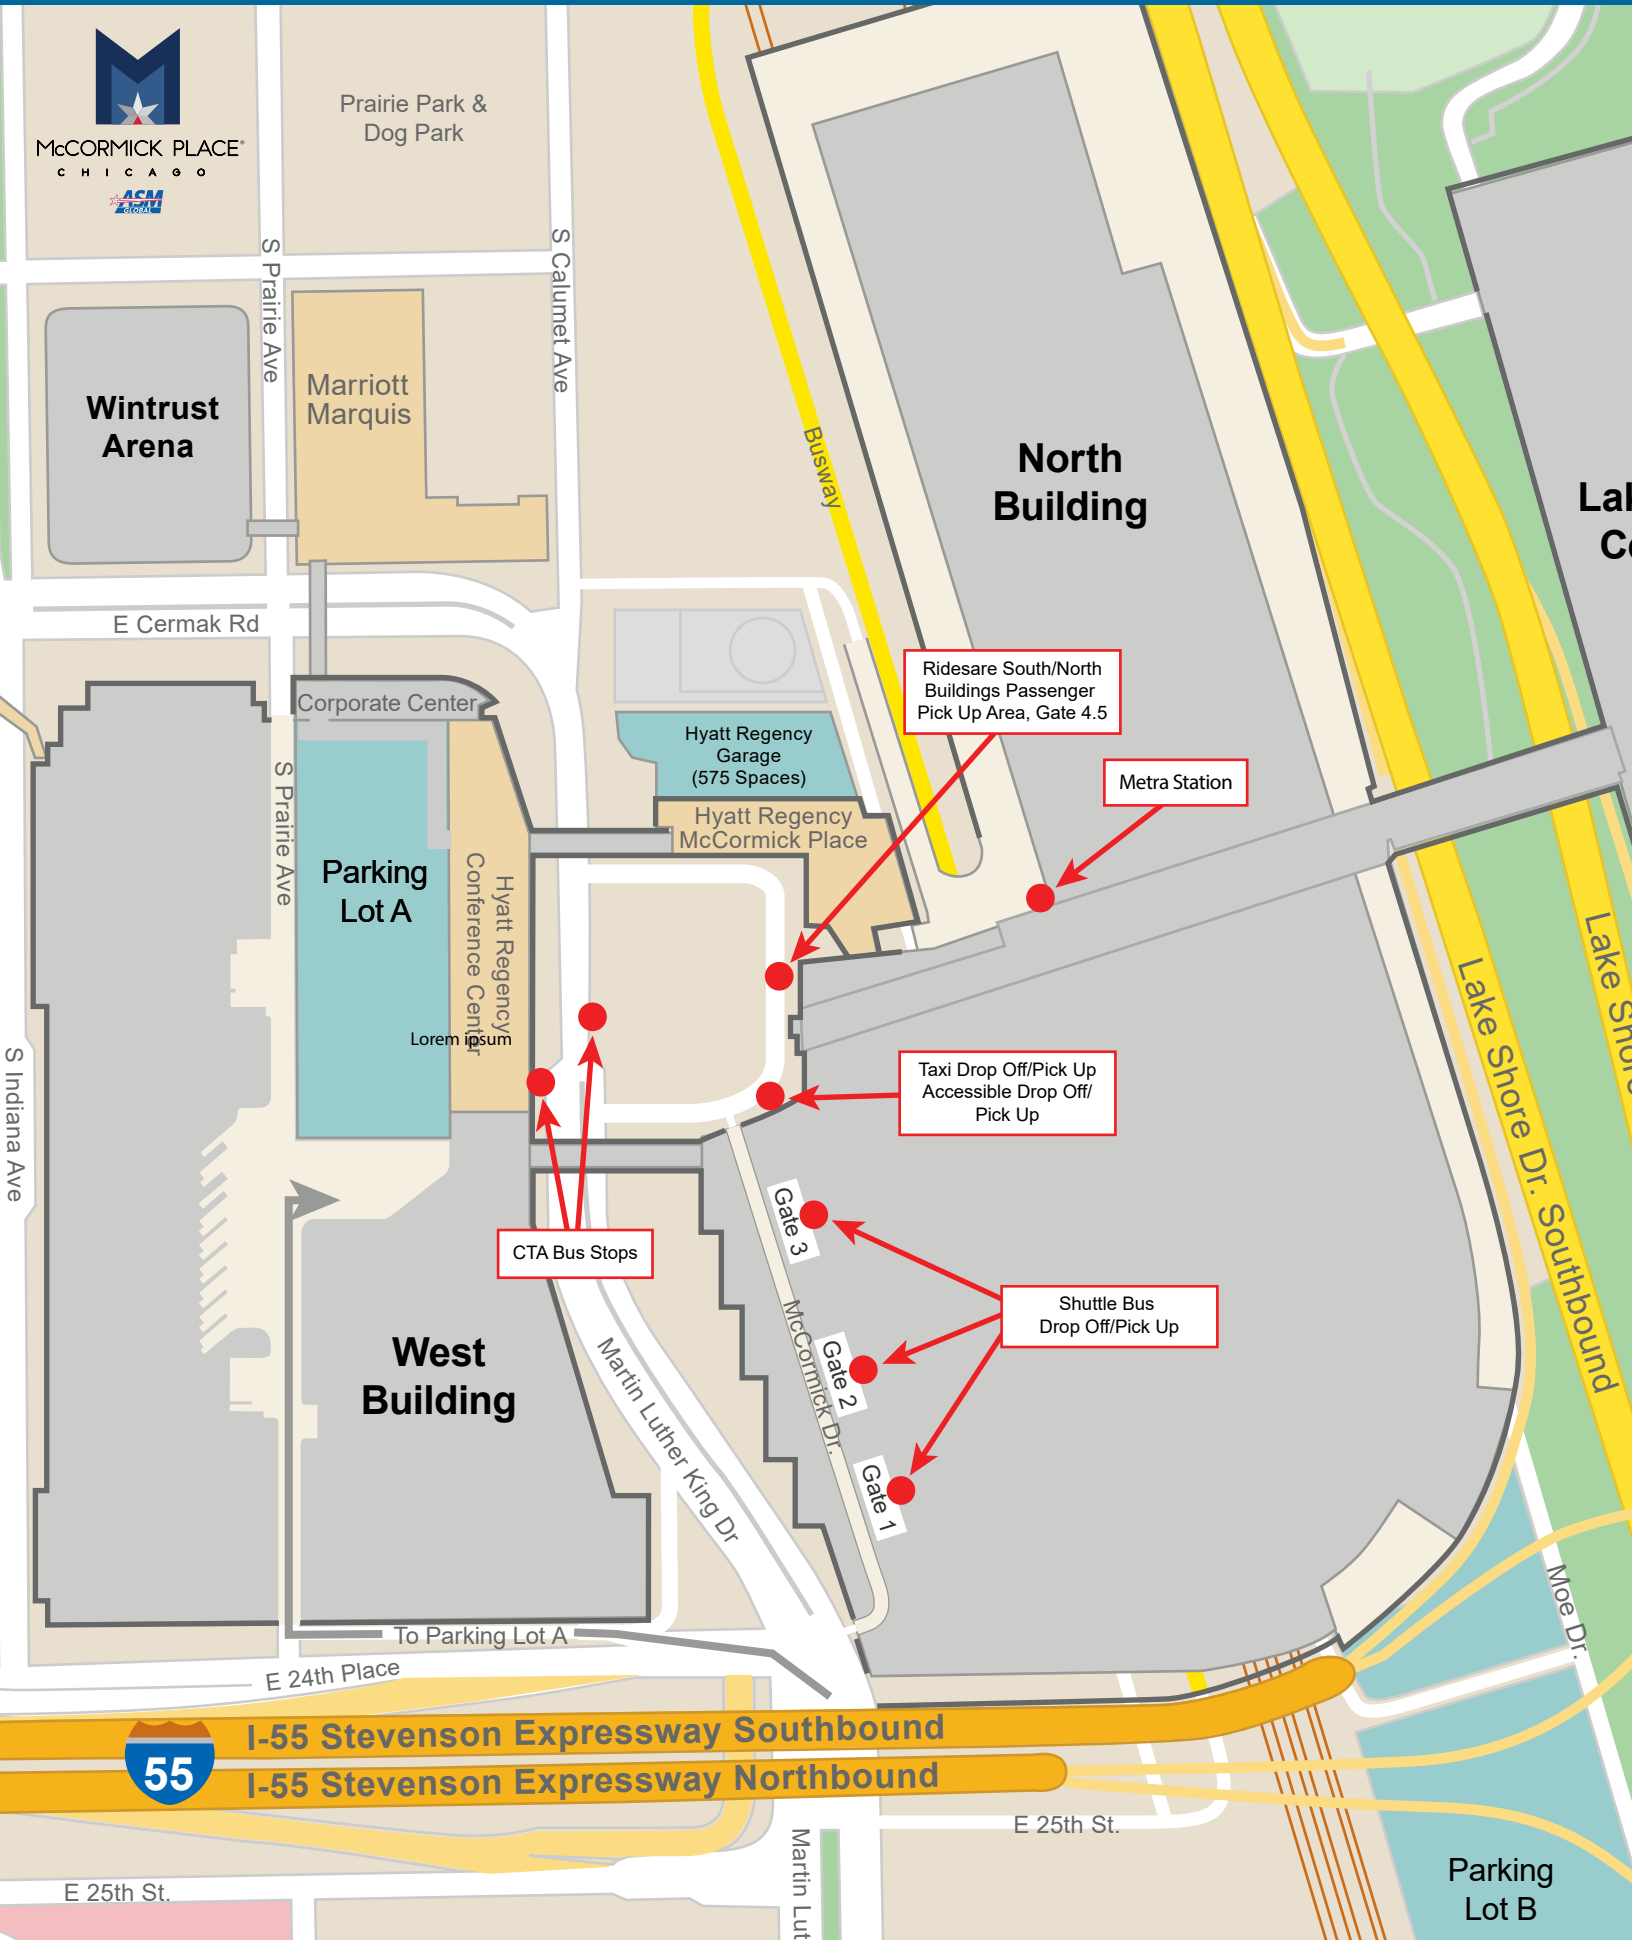 McCORMICK PLACE®
CHICAGO
ASM
GLOBAL
Prairie Park &
Dog Park
S Prairie Ave
S Calumet Ave
Wintrust
Arena
Marriott
Marquis
Busway
North
Building
E Cermak Rd
Ridesare South/North
Buildings Passenger
Pick Up Area, Gate 4.5
Corporate Center
Hyatt Regency
Garage
(575 Spaces)
Metra Station
Hyatt Regency
McCormick Place
S Prairie Ave
Parking
Lot A
Hyatt Regency
Conference Center
Lorem ipsum
S Indiana Ave
Taxi Drop Off/Pick Up
Accessible Drop Off/
Pick Up
Lake Shore Dr. Southbound
Lake Shore
Gate 3
CTA Bus Stops
Shuttle Bus
Drop Off/Pick Up
McCormick Dr.
Gate 2
West
Building
Martin Luther King Dr
Gate 1
Moe Dr.
To Parking Lot A
E 24th Place
I-55 Stevenson Expressway Southbound
55
I-55 Stevenson Expressway Northbound
E 25th St.
Martin Lut
E 25th St.
Parking
Lot B